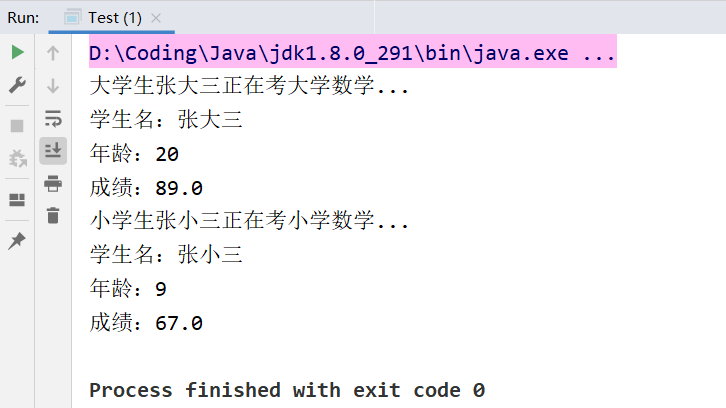 Run: Test (1) ×
D:\Coding\Java\jdk1.8.0_291\bin\java.exe ...
大学生张大三正在考大学数学...
学生名：张大三
年龄：20
成绩：89.0
小学生张小三正在考小学数学...
学生名：张小三
年龄：9
成绩：67.0
Process finished with exit code 0